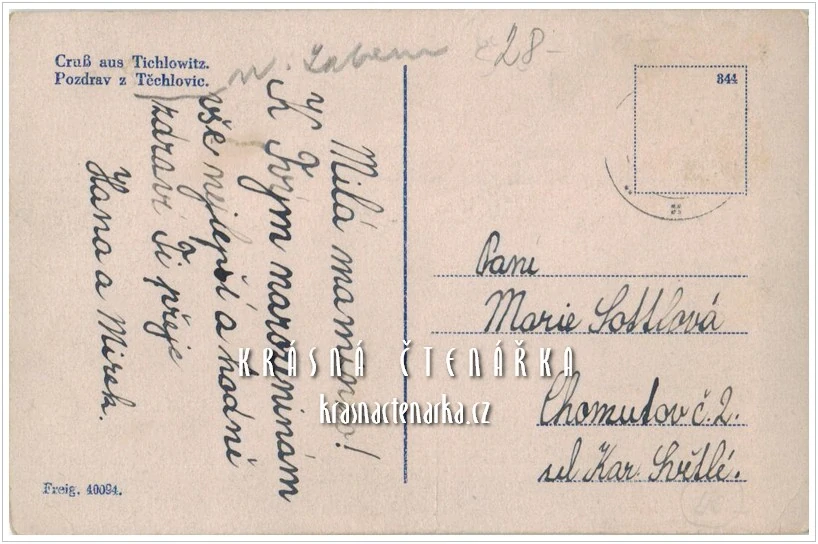 Gruß aus Tichlowitz.
Pozdrav z Těchlovic.
n. Labem
28-
844
Milá maminko!
K Tvým narozeninám
vše nejlepší a hodně
zdraví Ti přeje
Hana a Mirek.
Paní
Marie Sottlová
Chomutov č. 2.
ul Kar. Světlé.
KRÁSNÁ ČTENÁŘKA
krasnactenarka.cz
Freig. 40094.